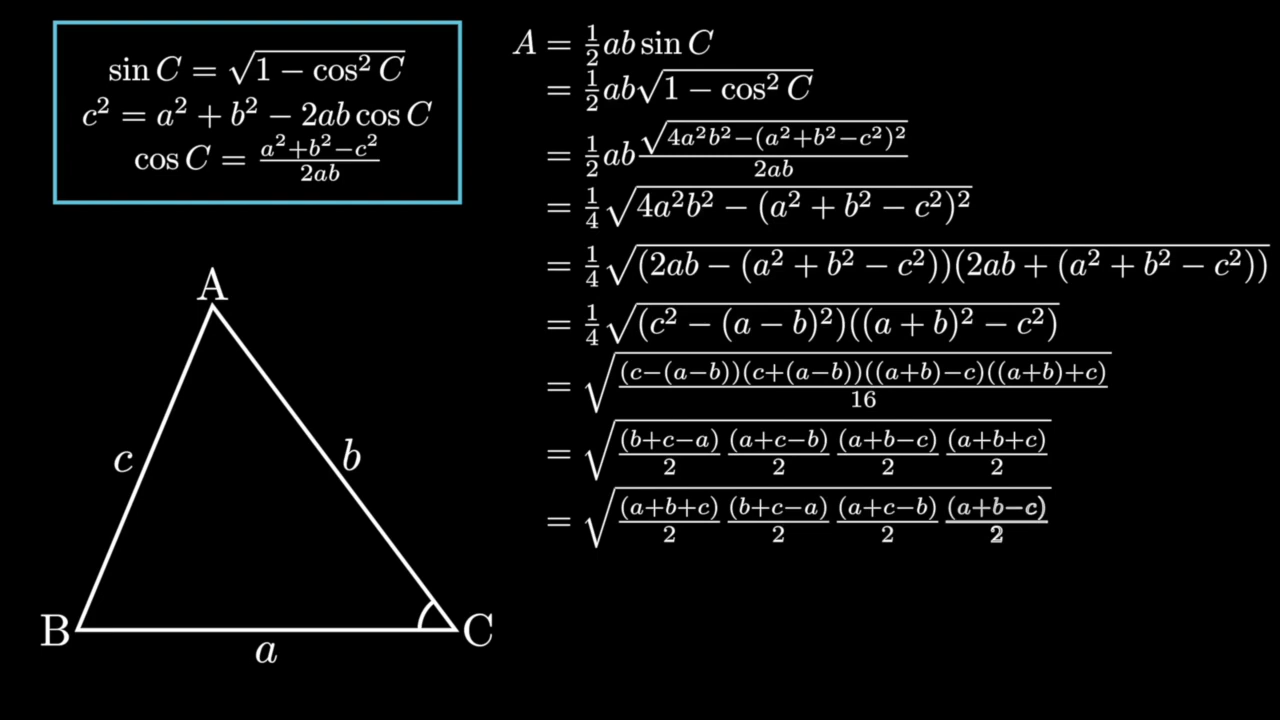 sin C = √(1 − cos² C)
c² = a² + b² − 2ab cos C
cos C = (a²+b²−c²)/(2ab)
A = ½ab sin C
= ½ab√(1 − cos² C)
= ½ab √(4a²b²−(a²+b²−c²)²)/(2ab)
= ¼√(4a²b² − (a² + b² − c²)²)
= ¼√((2ab − (a² + b² − c²))(2ab + (a² + b² − c²)))
= ¼√((c² − (a − b)²)((a + b)² − c²))
= √((c−(a−b))(c+(a−b))((a+b)−c)((a+b)+c)/16)
= √((b+c−a)/2 (a+c−b)/2 (a+b−c)/2 (a+b+c)/2)
= √((a+b+c)/2 (b+c−a)/2 (a+c−b)/2 (a+b−c)/2)
A
c
b
B
C
a